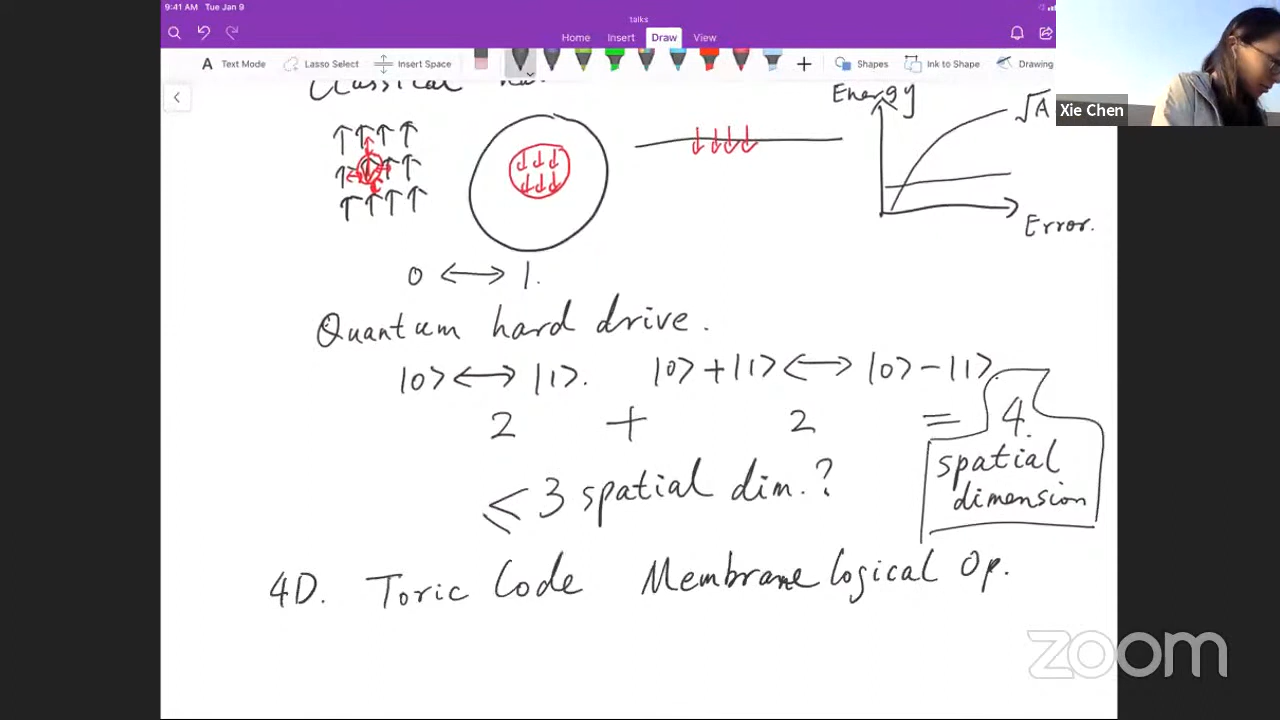 9:41 AM Tue Jan 9
talks
Home Insert Draw View
Text Mode Lasso Select Insert Space Shapes Ink to Shape Drawing
Xie Chen
Classical
Energy
√A
Error.
0 ⟷ 1.
Quantum hard drive.
|0⟩ ⟷ |1⟩. |0⟩+|1⟩ ⟷ |0⟩-|1⟩
2 + 2 = 4.
spatial
dimension
≤ 3 spatial dim.?
4D. Toric Code Membrane logical Op.
zoom